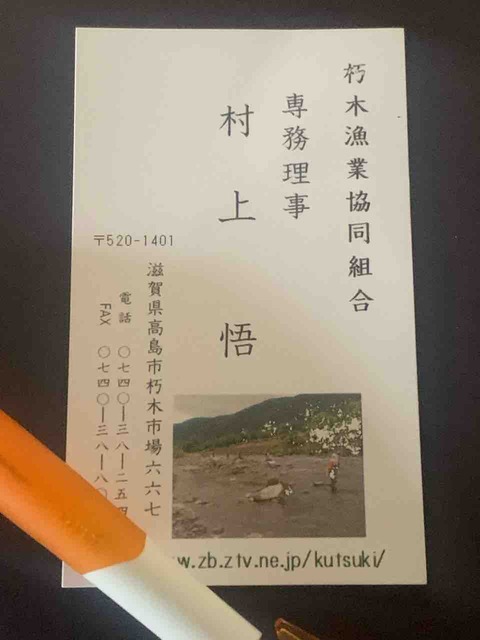 朽木漁業協同組合
専務理事
村上 悟
〒520-1401
滋賀県高島市朽木市場六六七
電話 〇七四〇ー三八ー二五四
FAX 〇七四〇ー三八ー八〇
w.zb.ztv.ne.jp/kutsuki/